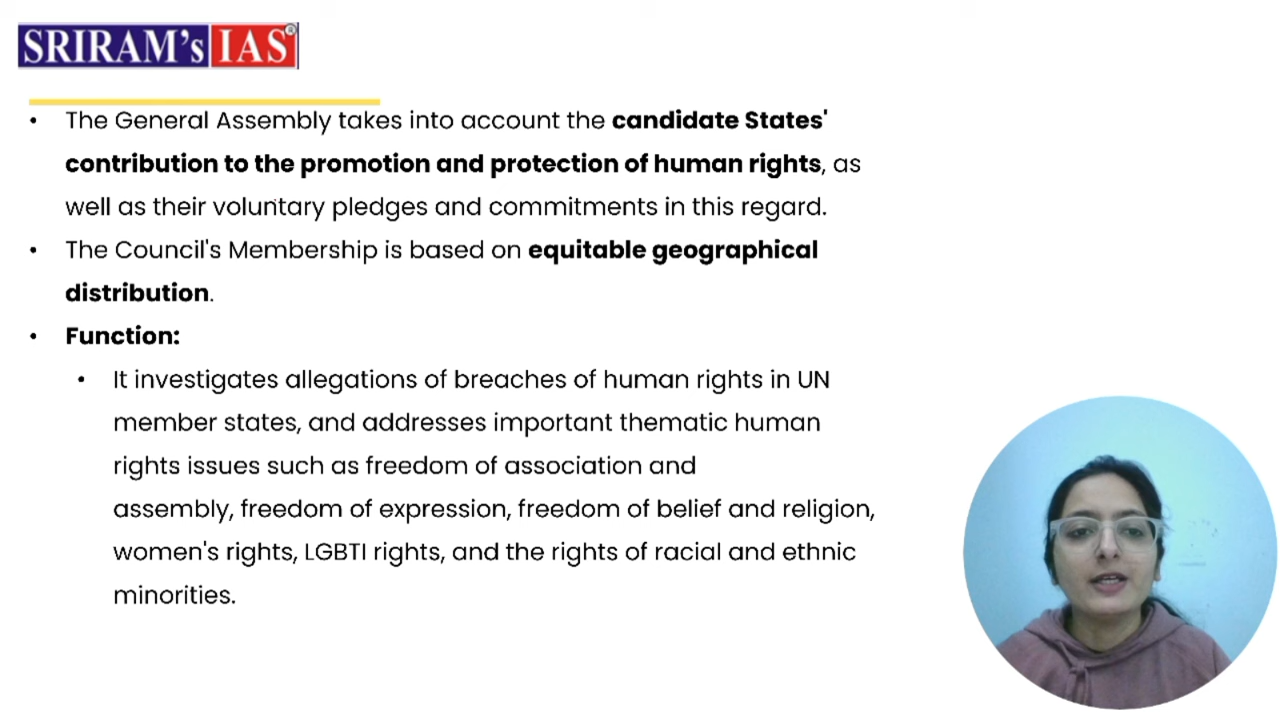 SRIRAM's IAS®
• The General Assembly takes into account the candidate States'
contribution to the promotion and protection of human rights, as
well as their voluntary pledges and commitments in this regard.
• The Council's Membership is based on equitable geographical
distribution.
• Function:
• It investigates allegations of breaches of human rights in UN
member states, and addresses important thematic human
rights issues such as freedom of association and
assembly, freedom of expression, freedom of belief and religion,
women's rights, LGBTI rights, and the rights of racial and ethnic
minorities.